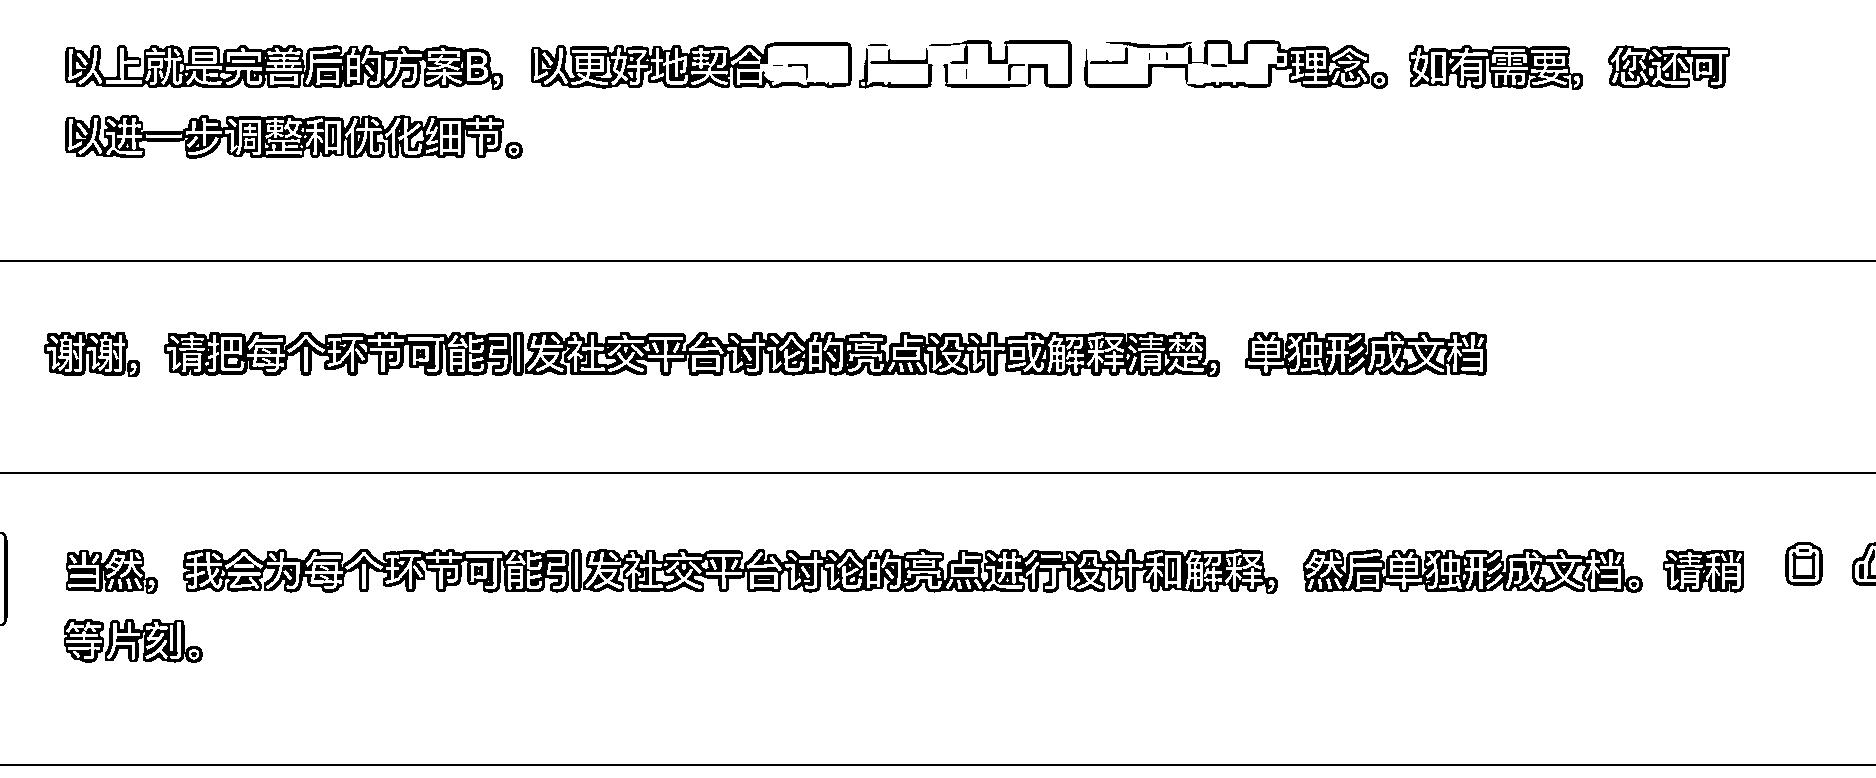 以上就是完善后的方案B，以更好地契合理念。如有需要，您还可
以进一步调整和优化细节。
谢谢，请把每个环节可能引发社交平台讨论的亮点设计或解释清楚，单独形成文档
当然，我会为每个环节可能引发社交平台讨论的亮点进行设计和解释，然后单独形成文档。请稍
等片刻。